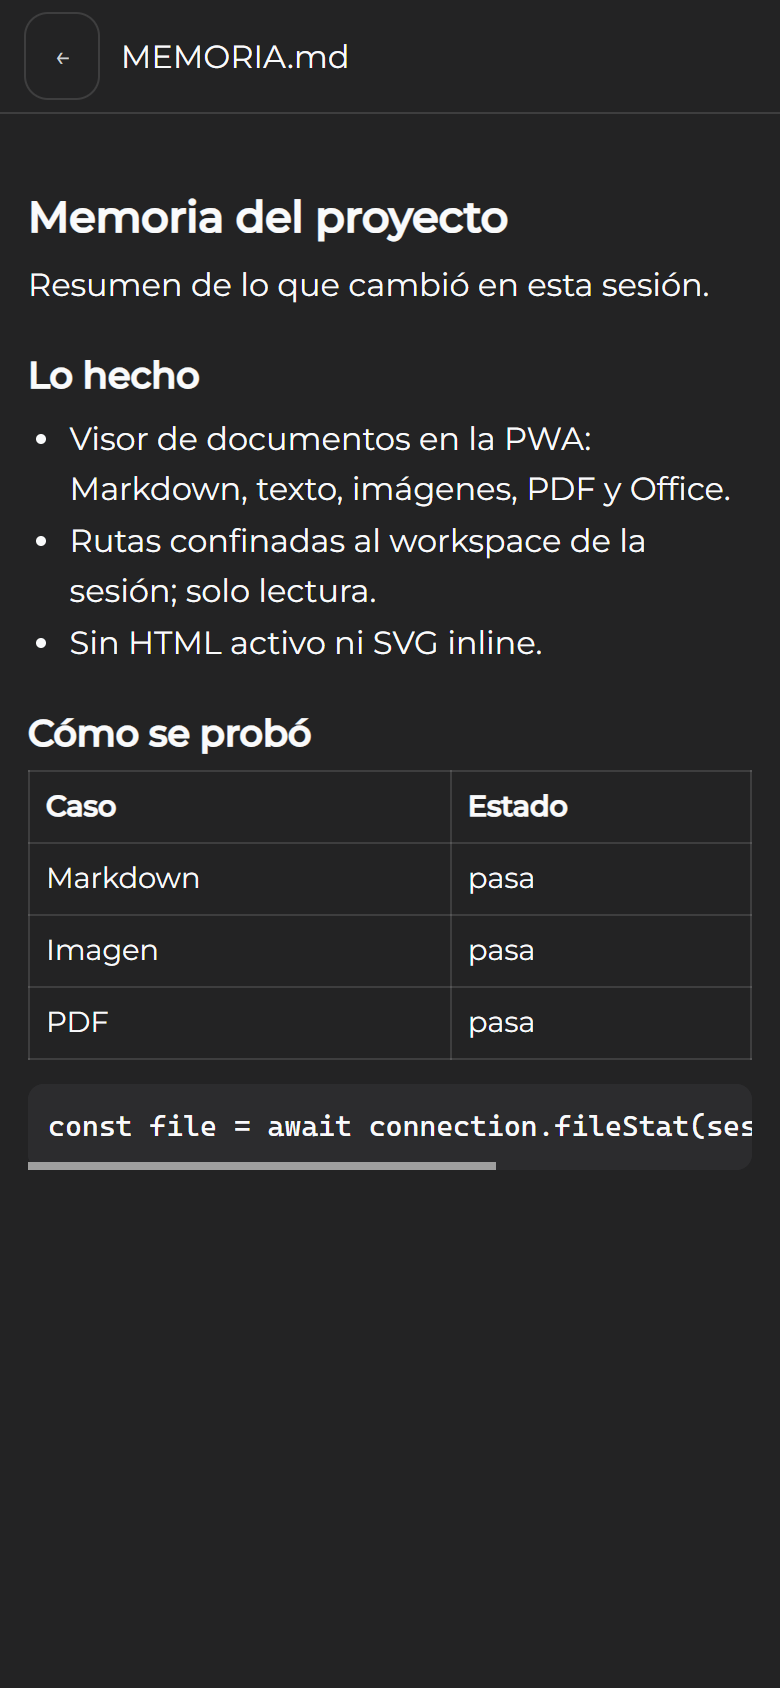 ← MEMORIA.md
Memoria del proyecto
Resumen de lo que cambió en esta sesión.
Lo hecho
• Visor de documentos en la PWA:
Markdown, texto, imágenes, PDF y Office.
• Rutas confinadas al workspace de la
sesión; solo lectura.
• Sin HTML activo ni SVG inline.
Cómo se probó
Caso Estado
Markdown pasa
Imagen pasa
PDF pasa
const file = await connection.fileStat(ses